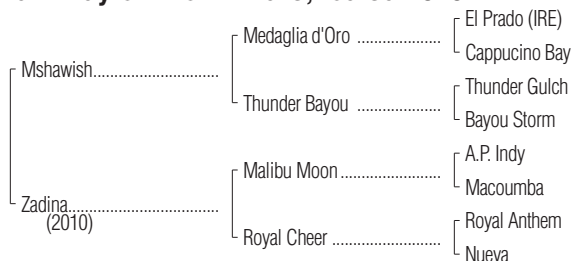 El Prado (IRE)
Medaglia d'Oro ....................
Cappucino Bay
Mshawish..............................
Thunder Gulch
Thunder Bayou ....................
Bayou Storm
A.P. Indy
Malibu Moon ........................
Macoumba
Zadina....................................
(2010)
Royal Anthem
Royal Cheer ..........................
Nueva